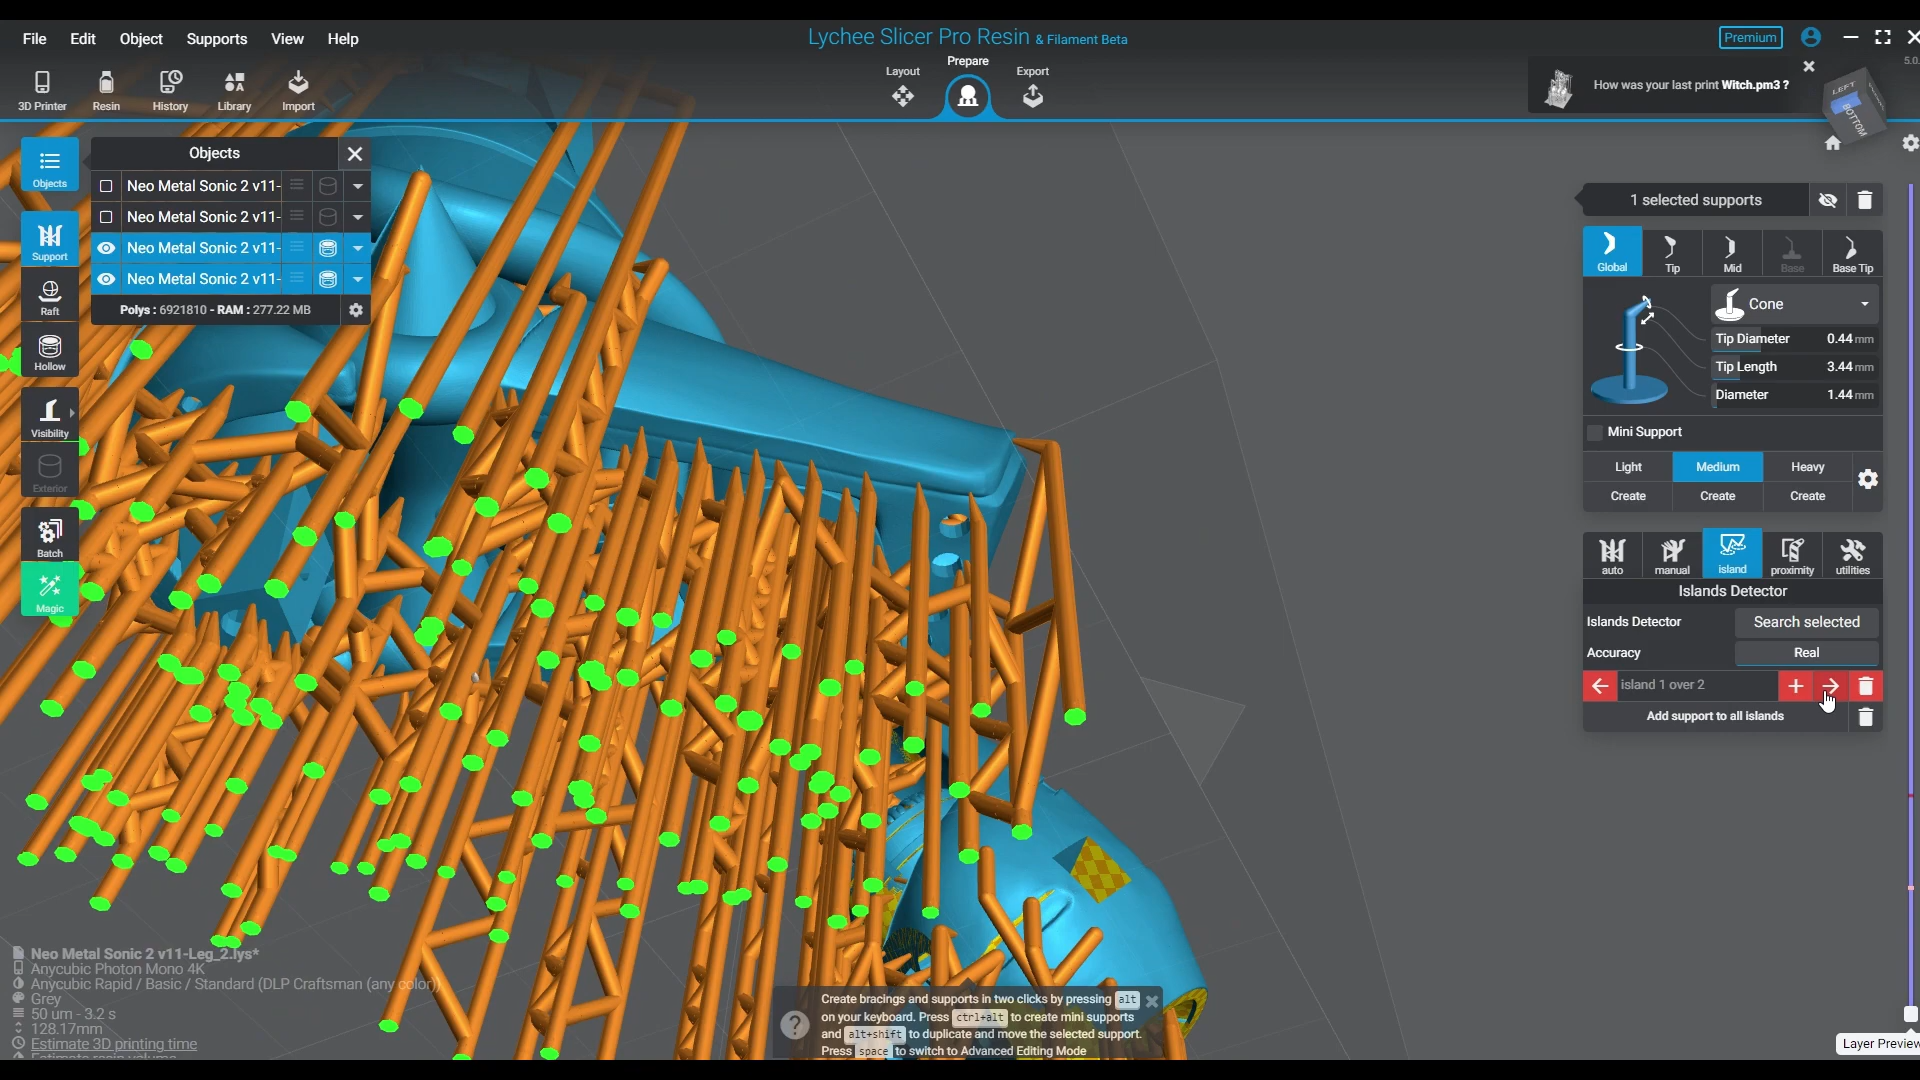 File Edit Object Supports View Help
Lychee Slicer Pro Resin & Filament Beta
Premium
5.0.
3D Printer Resin History Library Import
Layout Prepare Export
How was your last print Witch.pm3 ?
LEFT
BOTTOM
Objects
Objects
Neo Metal Sonic 2 v11-
Neo Metal Sonic 2 v11-
Neo Metal Sonic 2 v11-
Neo Metal Sonic 2 v11-
Polys : 6921810 - RAM : 277.22 MB
Support
Raft
Hollow
Visibility
Exterior
Batch
Magic
1 selected supports
Global Tip Mid Base Base Tip
Cone
Tip Diameter 0.44 mm
Tip Length 3.44 mm
Diameter 1.44 mm
Mini Support
Light Medium Heavy
Create Create Create
auto manual island proximity utilities
Islands Detector
Islands Detector Search selected
Accuracy Real
island 1 over 2
Add support to all islands
Neo Metal Sonic 2 v11-Leg_2.lys*
Anycubic Photon Mono 4K
Anycubic Rapid / Basic / Standard (DLP Craftsman (any color))
Grey
50 um - 3.2 s
128.17mm
Estimate 3D printing time
Estimate resin volume
Create bracings and supports in two clicks by pressing alt
on your keyboard. Press ctrl+alt to create mini supports
and alt+shift to duplicate and move the selected support.
Press space to switch to Advanced Editing Mode
Layer Preview